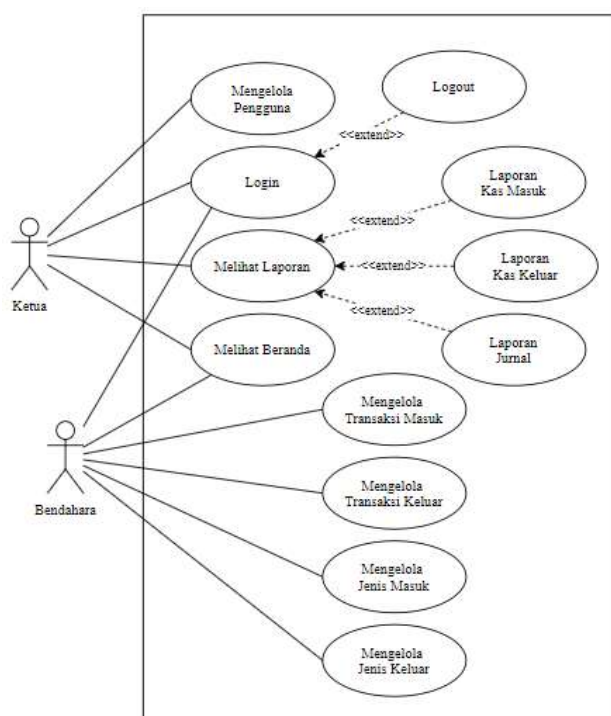 Mengelola
Pengguna
Logout
<<extend>>
Login
Laporan
Kas Masuk
<<extend>>
Melihat Laporan
<<extend>>
Laporan
Kas Keluar
Ketua
<<extend>>
Melihat Beranda
Laporan
Jurnal
Mengelola
Transaksi Masuk
Bendahara
Mengelola
Transaksi Keluar
Mengelola
Jenis Masuk
Mengelola
Jenis Keluar